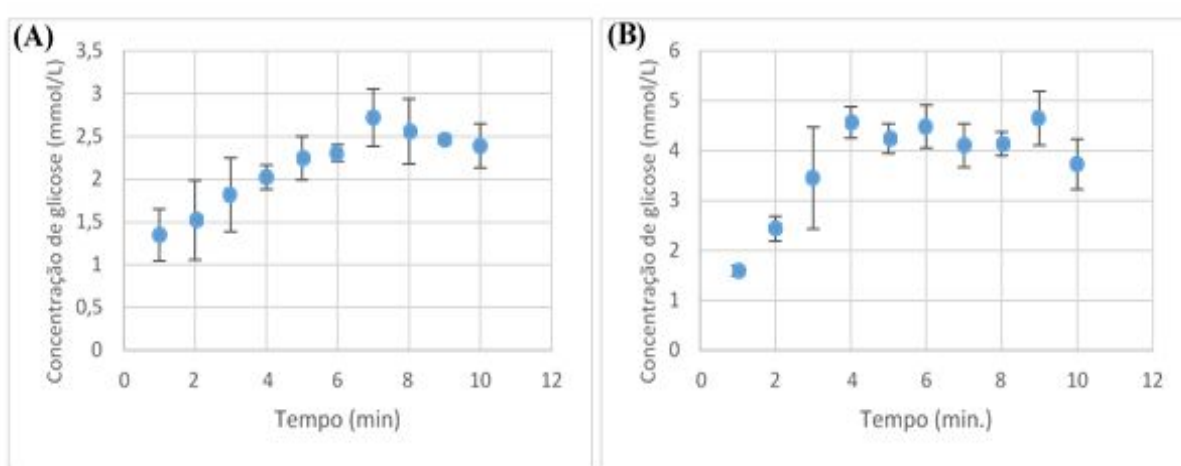 (A)
Concentração de glicose (mmol/L)
3,5
3
2,5
2
1,5
1
0,5
0
0 2 4 6 8 10 12
Tempo (min)
(B)
Concentração de glicose (mmol/L)
6
5
4
3
2
1
0
0 2 4 6 8 10 12
Tempo (min.)